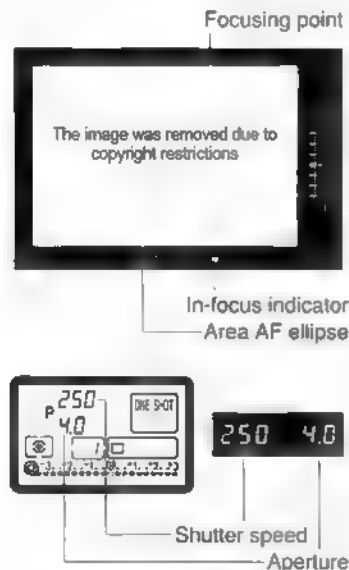 Focusing point
The image was removed due to
copyright restrictions
In-focus indicator
Area AF ellipse
P 250
4.0
ONE SHOT
1
250 4.0
Shutter speed
Aperture